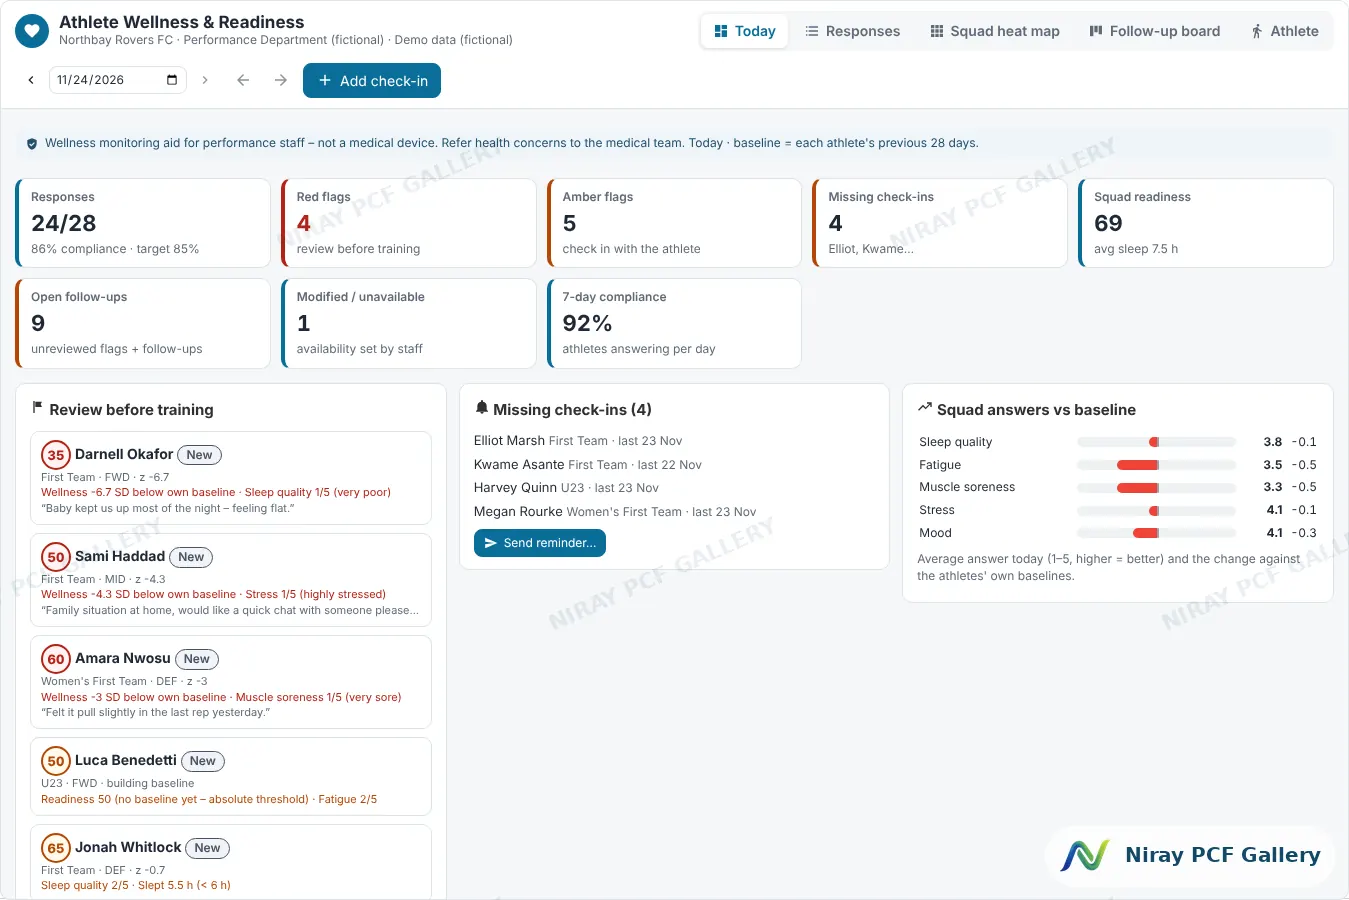 Athlete Wellness & Readiness
Northbay Rovers FC · Performance Department (fictional) · Demo data (fictional)
Today
Responses
Squad heat map
Follow-up board
Athlete
11/24/2026
Add check-in
Wellness monitoring aid for performance staff – not a medical device. Refer health concerns to the medical team. Today · baseline = each athlete's previous 28 days.
Responses
24/28
86% compliance · target 85%
Red flags
4
review before training
Amber flags
5
check in with the athlete
Missing check-ins
4
Elliot, Kwame...
Squad readiness
69
avg sleep 7.5 h
Open follow-ups
9
unreviewed flags + follow-ups
Modified / unavailable
1
availability set by staff
7-day compliance
92%
athletes answering per day
Review before training
35 Darnell Okafor New
First Team · FWD · z -6.7
Wellness -6.7 SD below own baseline · Sleep quality 1/5 (very poor)
“Baby kept us up most of the night – feeling flat.”
50 Sami Haddad New
First Team · MID · z -4.3
Wellness -4.3 SD below own baseline · Stress 1/5 (highly stressed)
“Family situation at home, would like a quick chat with someone please...
60 Amara Nwosu New
Women's First Team · DEF · z -3
Wellness -3 SD below own baseline · Muscle soreness 1/5 (very sore)
“Felt it pull slightly in the last rep yesterday.”
50 Luca Benedetti New
U23 · FWD · building baseline
Readiness 50 (no baseline yet – absolute threshold) · Fatigue 2/5
65 Jonah Whitlock New
First Team · DEF · z -0.7
Sleep quality 2/5 · Slept 5.5 h (< 6 h)
Missing check-ins (4)
Elliot Marsh First Team · last 23 Nov
Kwame Asante First Team · last 22 Nov
Harvey Quinn U23 · last 23 Nov
Megan Rourke Women's First Team · last 23 Nov
Send reminder...
Squad answers vs baseline
Sleep quality 3.8 -0.1
Fatigue 3.5 -0.5
Muscle soreness 3.3 -0.5
Stress 4.1 -0.1
Mood 4.1 -0.3
Average answer today (1–5, higher = better) and the change against
the athletes' own baselines.
NIRAY PCF GALLERY
NIRAY PCF GALLERY
PCF GALLERY
NIRAY PCF GALLERY
NIRAY PCF GALLERY
Niray PCF Gallery